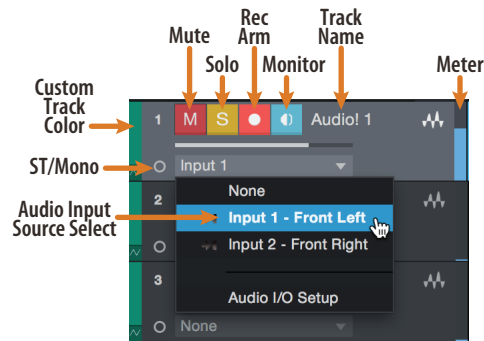 Rec
Arm
Track
Name
Mute
Solo
Monitor
Meter
Custom
Track
Color
1 M S Audio! 1
ST/Mono
Input 1
None
2
Audio Input
Source Select
Input 1 - Front Left
Input 2 - Front Right
3
Audio I/O Setup
None